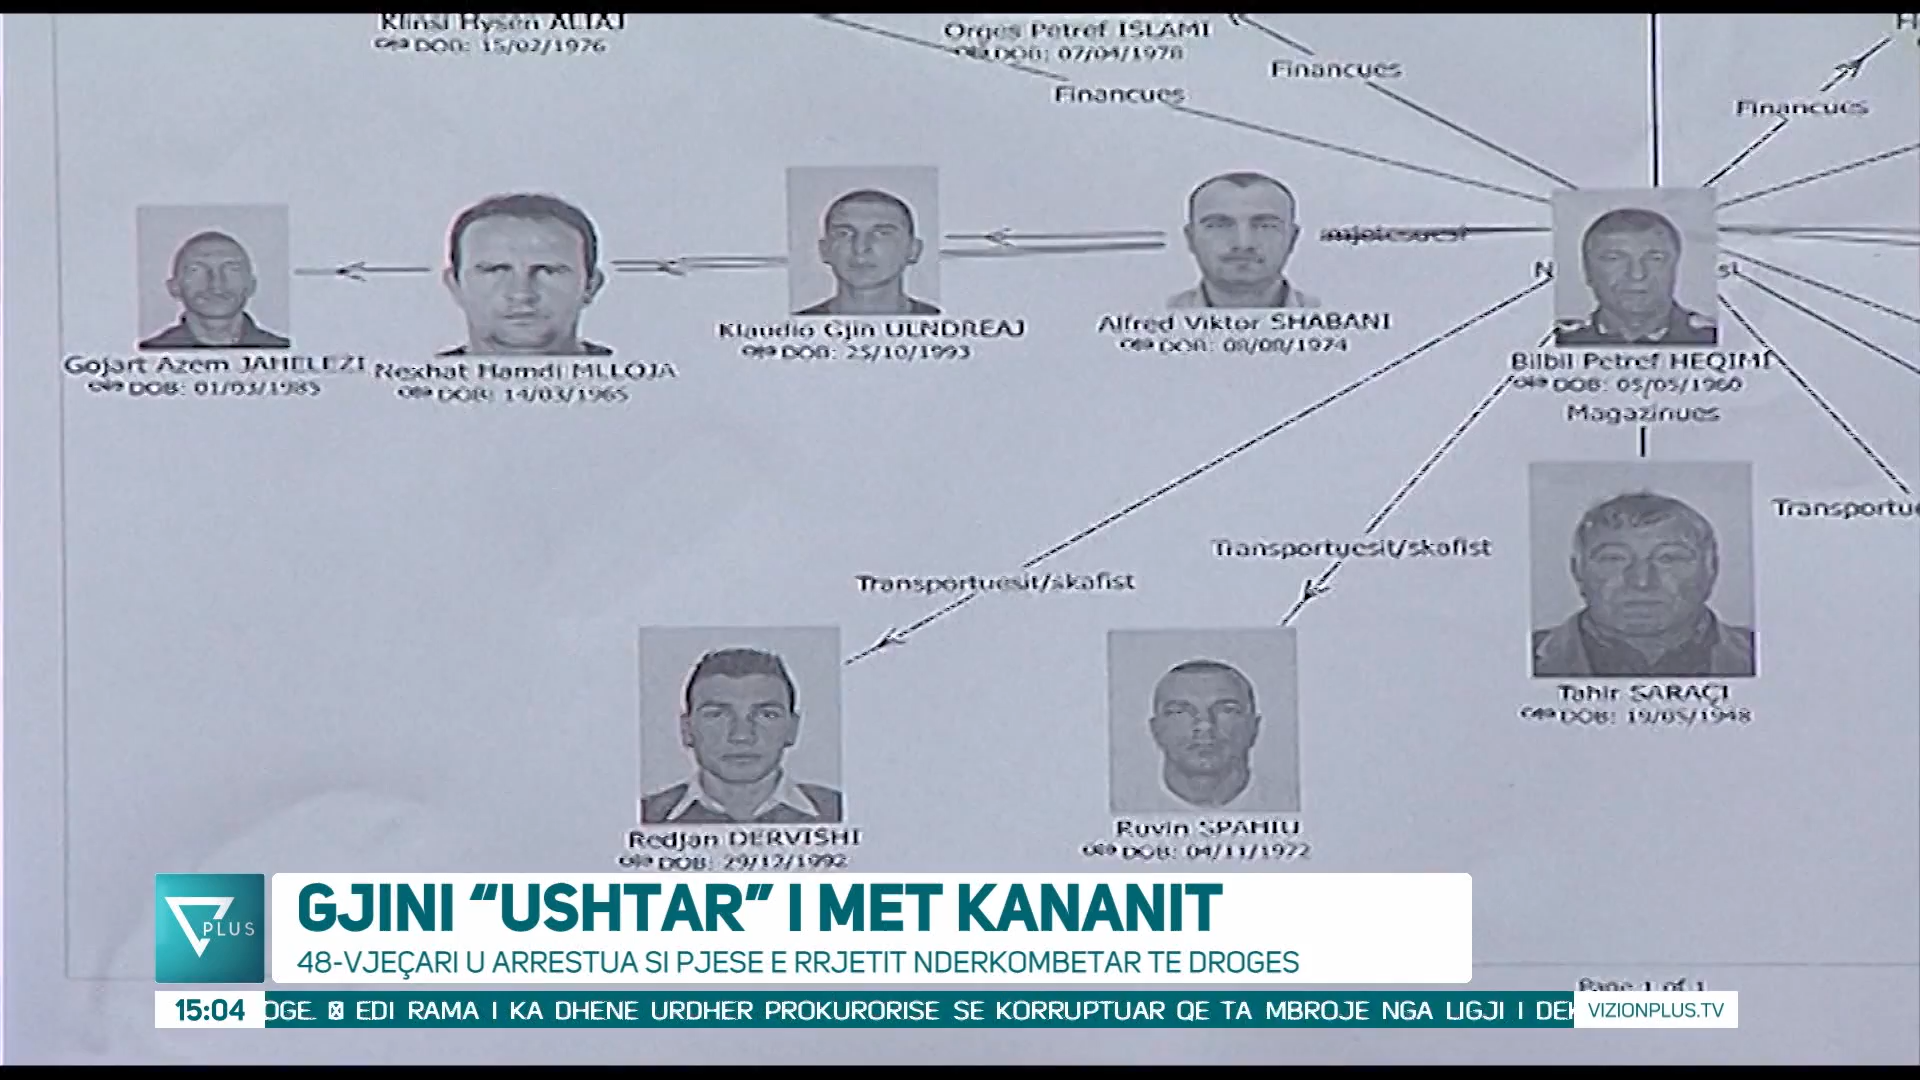 Klinsi Hysen ALIAJ
DOB: 15/02/1976
Orges Petref ISLAMI
DOB: 07/04/1978
Financues
Financues
Financues
mjetesuesi
Gojart Azem
DOB: 01/03/1985
Nexhat Hamdi
DOB: 14/03/1965
Klaudio Gjin
DOB: 25/10/1993
Alfred Viktor SHABANI
DOB: 08/08/1974
Bilbil Petref HEQIMI
DOB: 05/05/1960
Magazinues
Transportuesit/skafist
Transportuesit/skafist
Transportue
Tahir SARAÇI
DOB: 19/05/1948
Redjan DERVISHI
DOB: 29/12/1992
Ruvin SPAHIU
DOB: 04/11/1972
Page 1 of 1
PLUS
GJINI “USHTAR” I MET KANANIT
48-VJEÇARI U ARRESTUA SI PJESE E RRJETIT NDERKOMBETAR TE DROGES
15:04 OGE EDI RAMA I KA DHENE URDHER PROKURORISE SE KORRUPTUAR QE TA MBROJE NGA LIGJI I DEK
VIZIONPLUS.TV